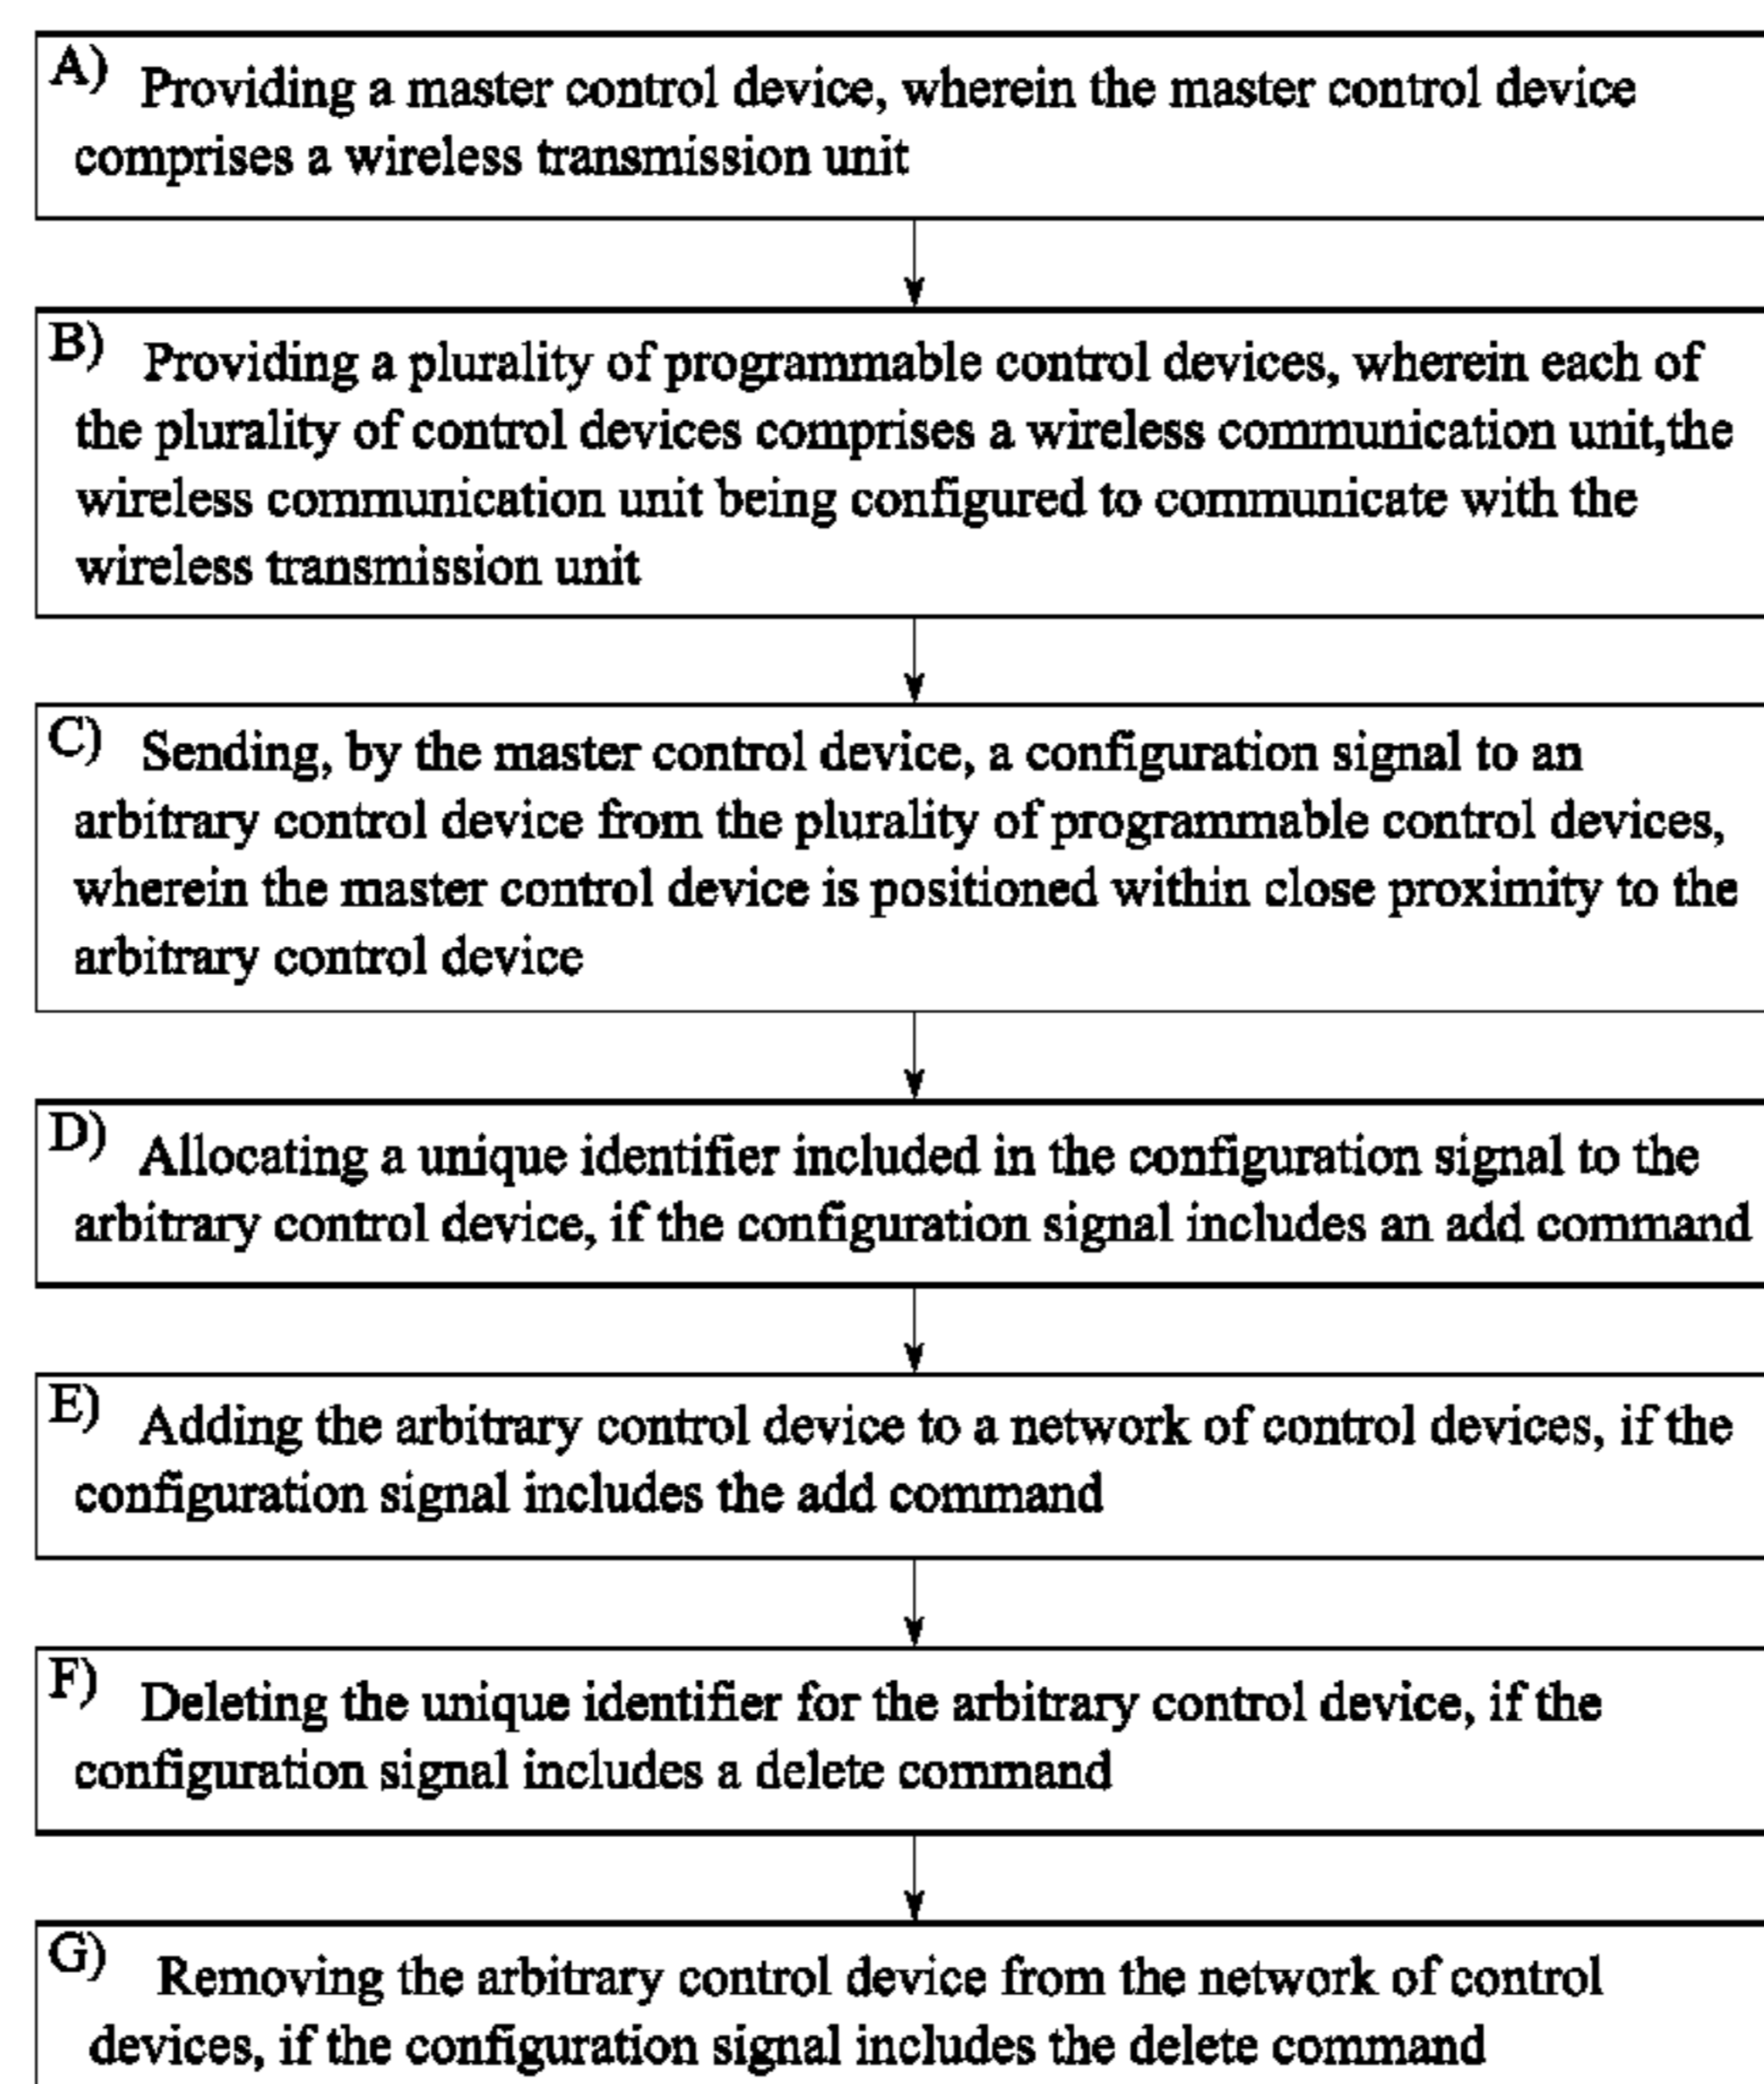 A) Providing a master control device, wherein the master control device
comprises a wireless transmission unit
B) Providing a plurality of programmable control devices, wherein each of
the plurality of control devices comprises a wireless communication unit,the
wireless communication unit being configured to communicate with the
wireless transmission unit
C) Sending, by the master control device, a configuration signal to an
arbitrary control device from the plurality of programmable control devices,
wherein the master control device is positioned within close proximity to the
arbitrary control device
D) Allocating a unique identifier included in the configuration signal to the
arbitrary control device, if the configuration signal includes an add command
E) Adding the arbitrary control device to a network of control devices, if the
configuration signal includes the add command
F) Deleting the unique identifier for the arbitrary control device, if the
configuration signal includes a delete command
G) Removing the arbitrary control device from the network of control
devices, if the configuration signal includes the delete command